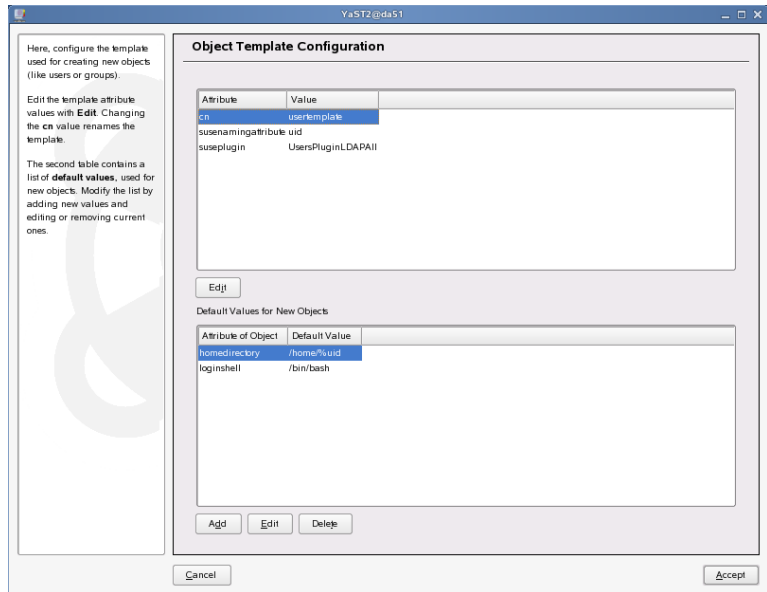 YaST2@da51
Here, configure the template
used for creating new objects
(like users or groups).
Edit the template attribute
values with Edit. Changing
the cn value renames the
template.
The second table contains a
list of default values, used for
new objects. Modify the list by
adding new values and
editing or removing current
ones.
Object Template Configuration
Attribute Value
cn usertemplate
susenamingattribute uid
suseplugin UsersPluginLDAPAll
Edit
Default Values for New Objects
Attribute of Object Default Value
homedirectory /home/%uid
loginshell /bin/bash
Add Edit Delete
Cancel Accept